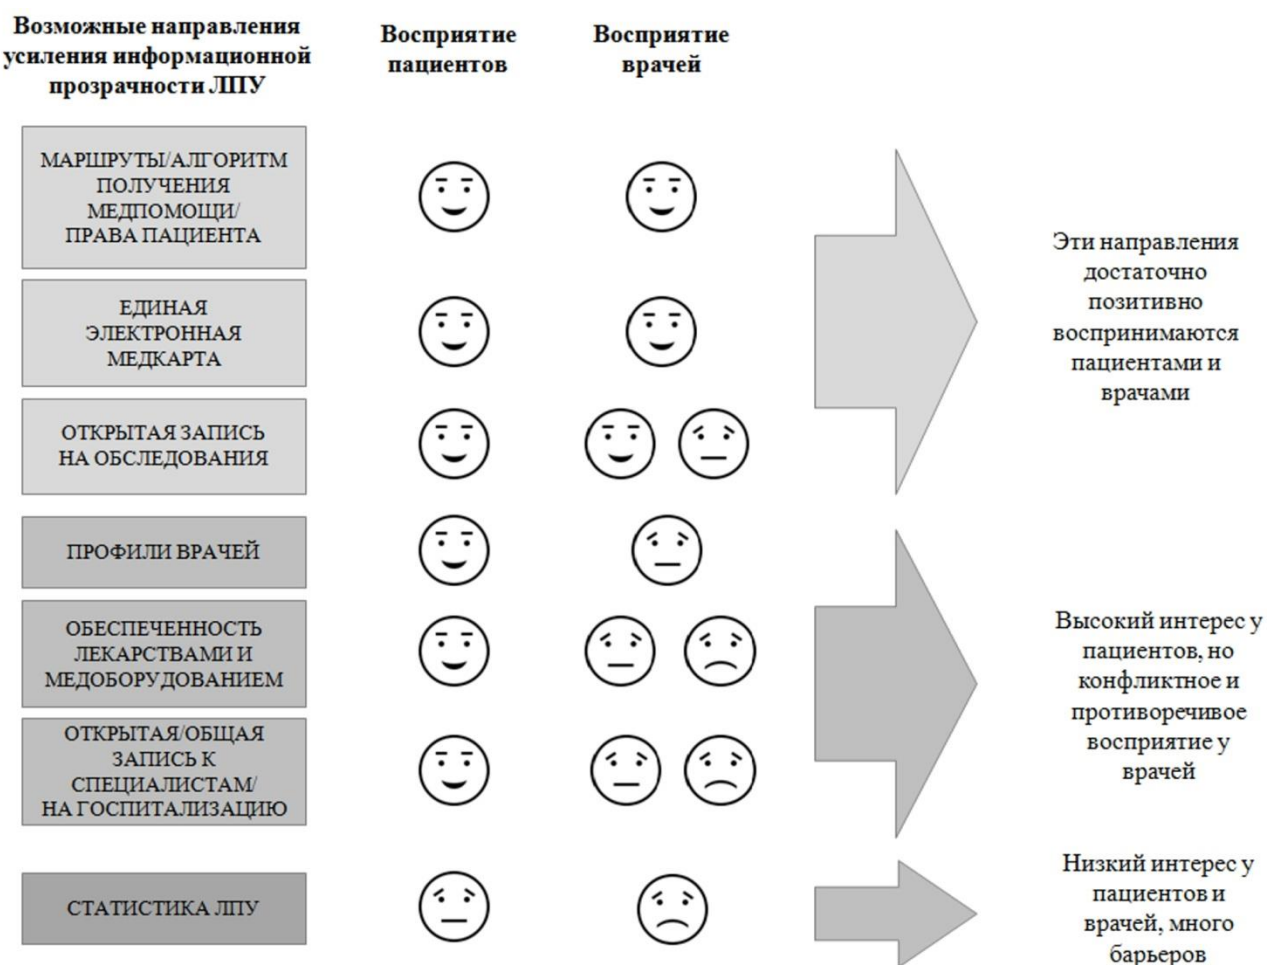 Возможные направления
усиления информационной
прозрачности ЛПУ
Восприятие
пациентов
Восприятие
врачей
МАРШРУТЫ/АЛГОРИТМ
ПОЛУЧЕНИЯ
МЕДПОМОЩИ/
ПРАВА ПАЦИЕНТА
ЕДИНАЯ
ЭЛЕКТРОННАЯ
МЕДКАРТА
ОТКРЫТАЯ ЗАПИСЬ
НА ОБСЛЕДОВАНИЯ
Эти направления
достаточно
позитивно
воспринимаются
пациентами и
врачами
ПРОФИЛИ ВРАЧЕЙ
ОБЕСПЕЧЕННОСТЬ
ЛЕКАРСТВАМИ И
МЕДОБОРУДОВАНИЕМ
ОТКРЫТАЯ/ОБЩАЯ
ЗАПИСЬ К
СПЕЦИАЛИСТАМ/
НА ГОСПИТАЛИЗАЦИЮ
Высокий интерес у
пациентов, но
конфликтное и
противоречивое
восприятие у
врачей
СТАТИСТИКА ЛПУ
Низкий интерес у
пациентов и
врачей, много
барьеров